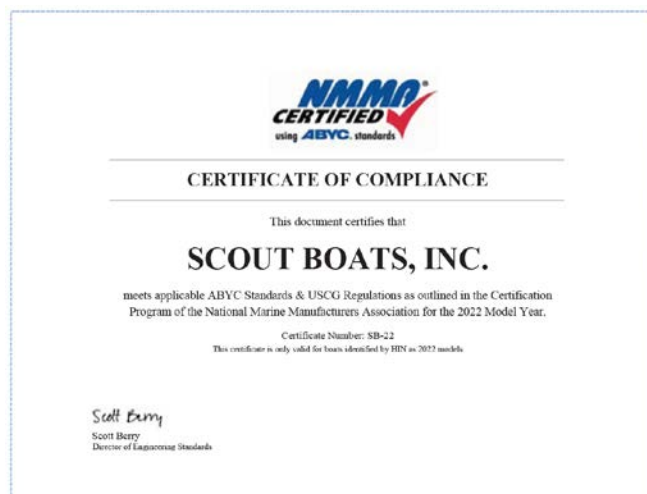 NMMA®
CERTIFIED
using ABYC. standards
CERTIFICATE OF COMPLIANCE
This document certifies that
SCOUT BOATS, INC.
meets applicable ABYC Standards & USCG Regulations as outlined in the Certification
Program of the National Marine Manufacturers Association for the 2022 Model Year.
Certificate Number: SB-22
This certificate is only valid for boats identified by HIN as 2022 models
Scott Berry
Scott Berry
Director of Engineering Standards